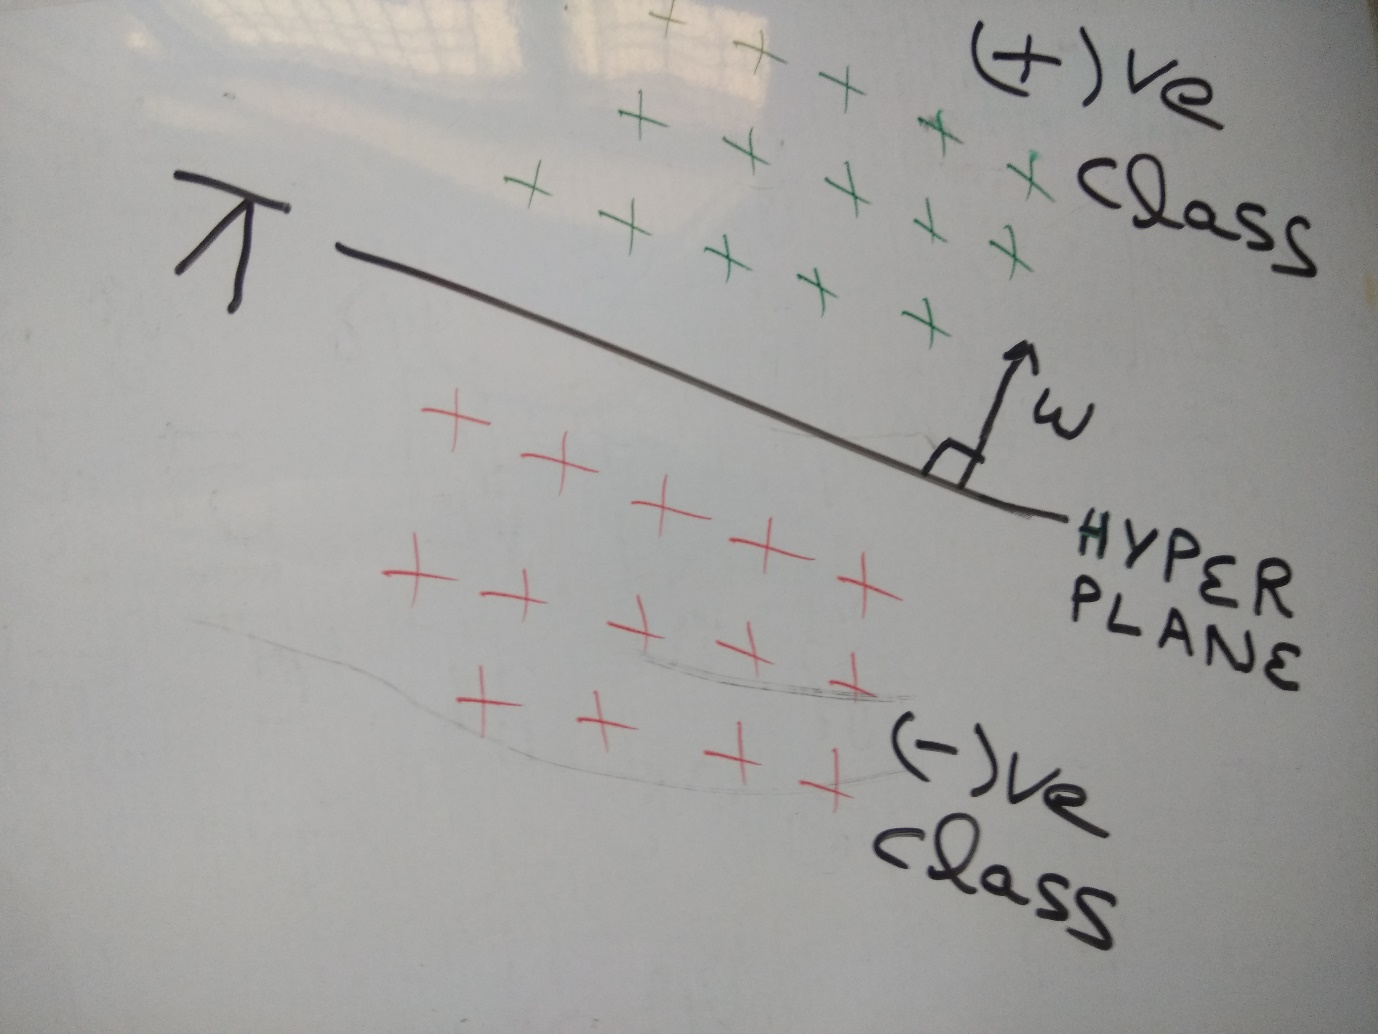 (+)ve
class
π
w
HYPER
PLANE
(-)ve
class